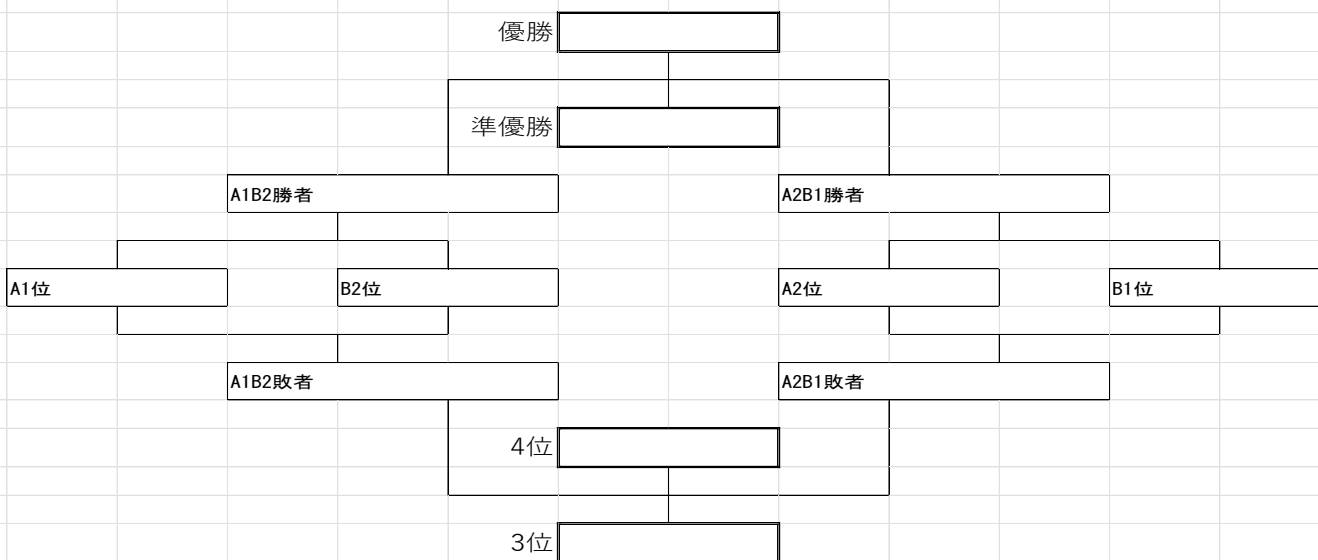 優勝
準優勝
A1B2勝者
A2B1勝者
A1位
B2位
A2位
B1位
A1B2敗者
A2B1敗者
4位
3位